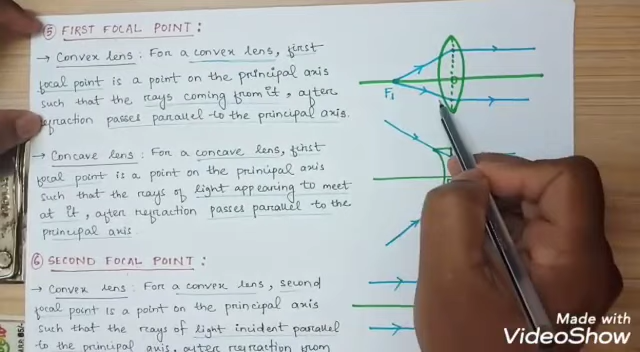 ⑤ FIRST FOCAL POINT :
→ Convex lens : For a convex lens, first
focal point is a point on the principal axis
such that the rays coming from it, after
refraction passes parallel to the principal axis.
→ Concave lens : For a concave lens, first
focal point is a point on the principal axis
such that the rays of light appearing to meet
at it, after refraction passes parallel to the
principal axis.
⑥ SECOND FOCAL POINT :
→ Convex lens : For a convex lens, second
focal point is a point on the principal axis
such that the rays of light incident parallel
to the principal axis, after refraction from
F₁
O
Made with
VideoShow